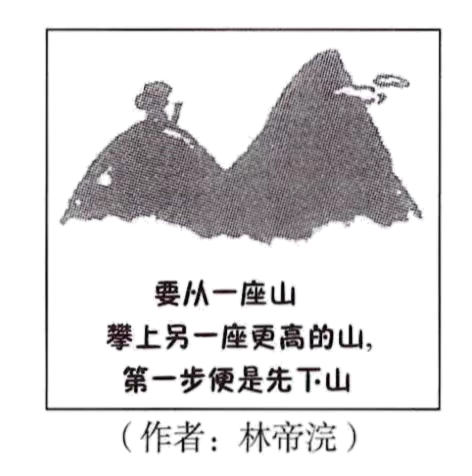 要从一座山
攀上另一座更高的山,
第一步便是先下山
（作者：林帝浣）